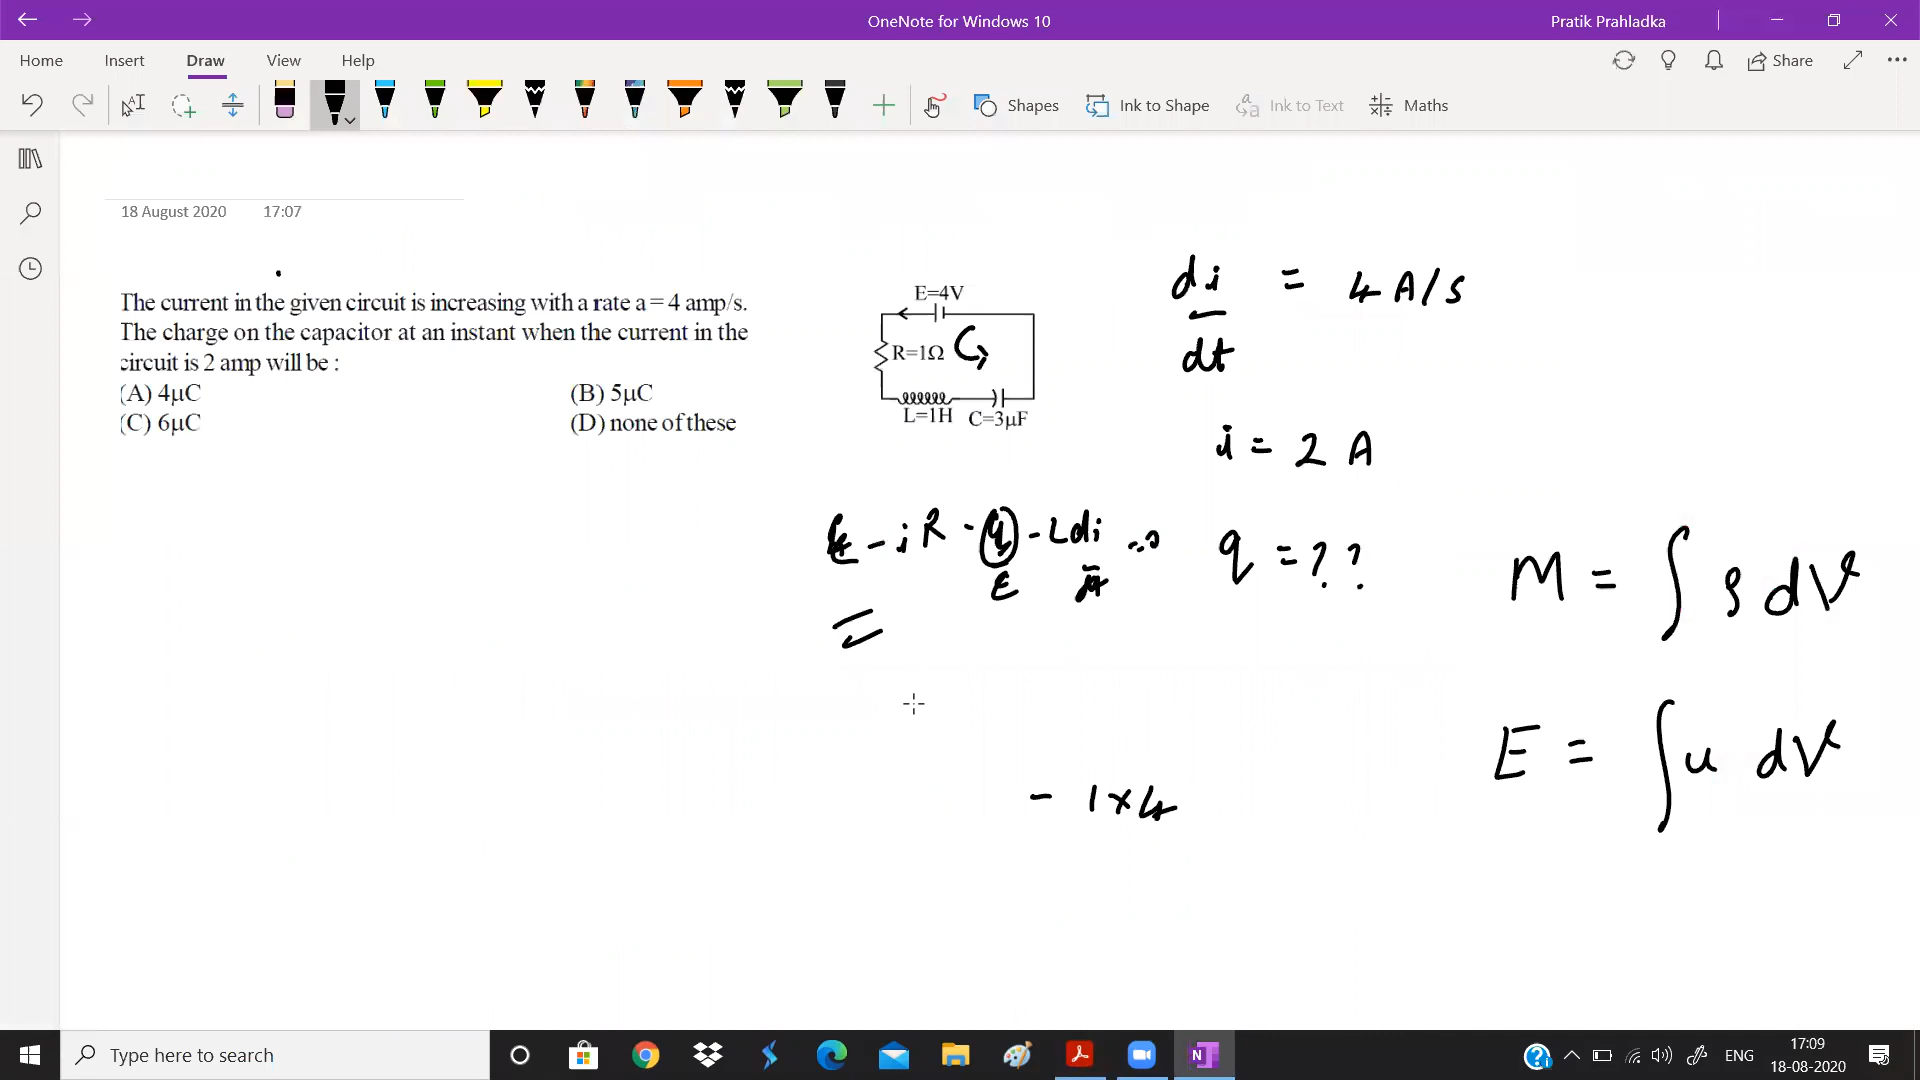 OneNote for Windows 10
Pratik Prahladka
Home Insert Draw View Help
Share
Shapes Ink to Shape Ink to Text Maths
18 August 2020 17:07
The current in the given circuit is increasing with a rate a = 4 amp/s.
The charge on the capacitor at an instant when the current in the
circuit is 2 amp will be :
(A) 4μC (B) 5μC
(C) 6μC (D) none of these
E=4V
R=1Ω
L=1H C=3μF
di/dt = 4 A/s
i = 2 A
- iR - q/C - L di/dt = 0
q = ??
M = ∫ ρ dV
E = ∫ u dV
- 1 x 4
Type here to search
ENG
17:09
18-08-2020